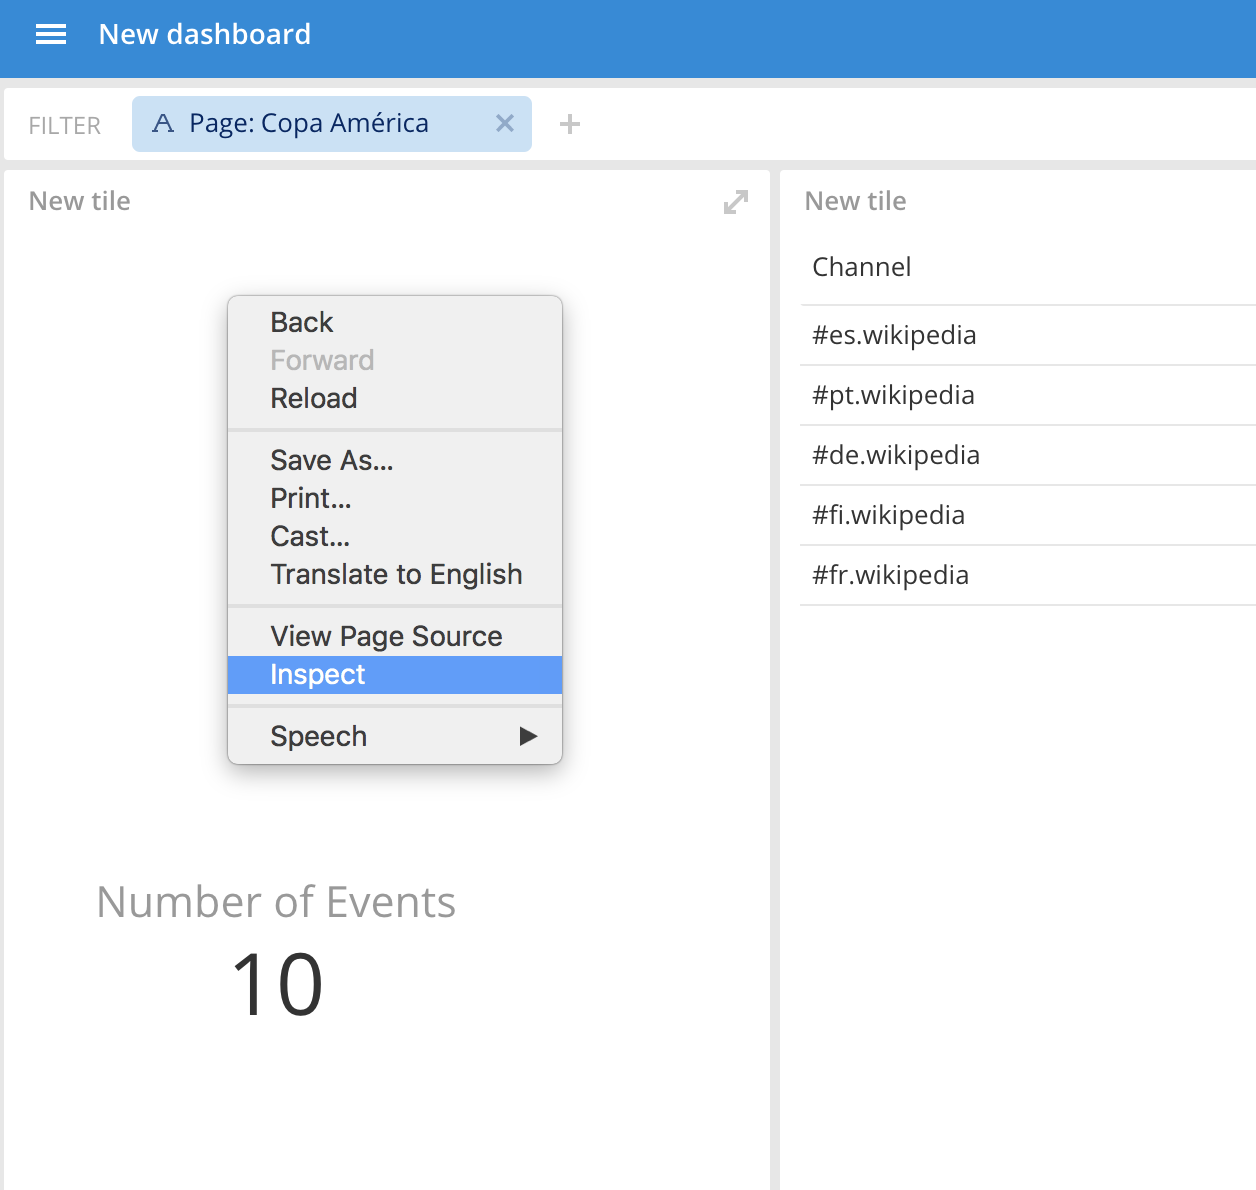 New dashboard
FILTER
A Page: Copa América
New tile
Back
Forward
Reload
Save As...
Print...
Cast...
Translate to English
View Page Source
Inspect
Speech
Number of Events
10
New tile
Channel
#es.wikipedia
#pt.wikipedia
#de.wikipedia
#fi.wikipedia
#fr.wikipedia